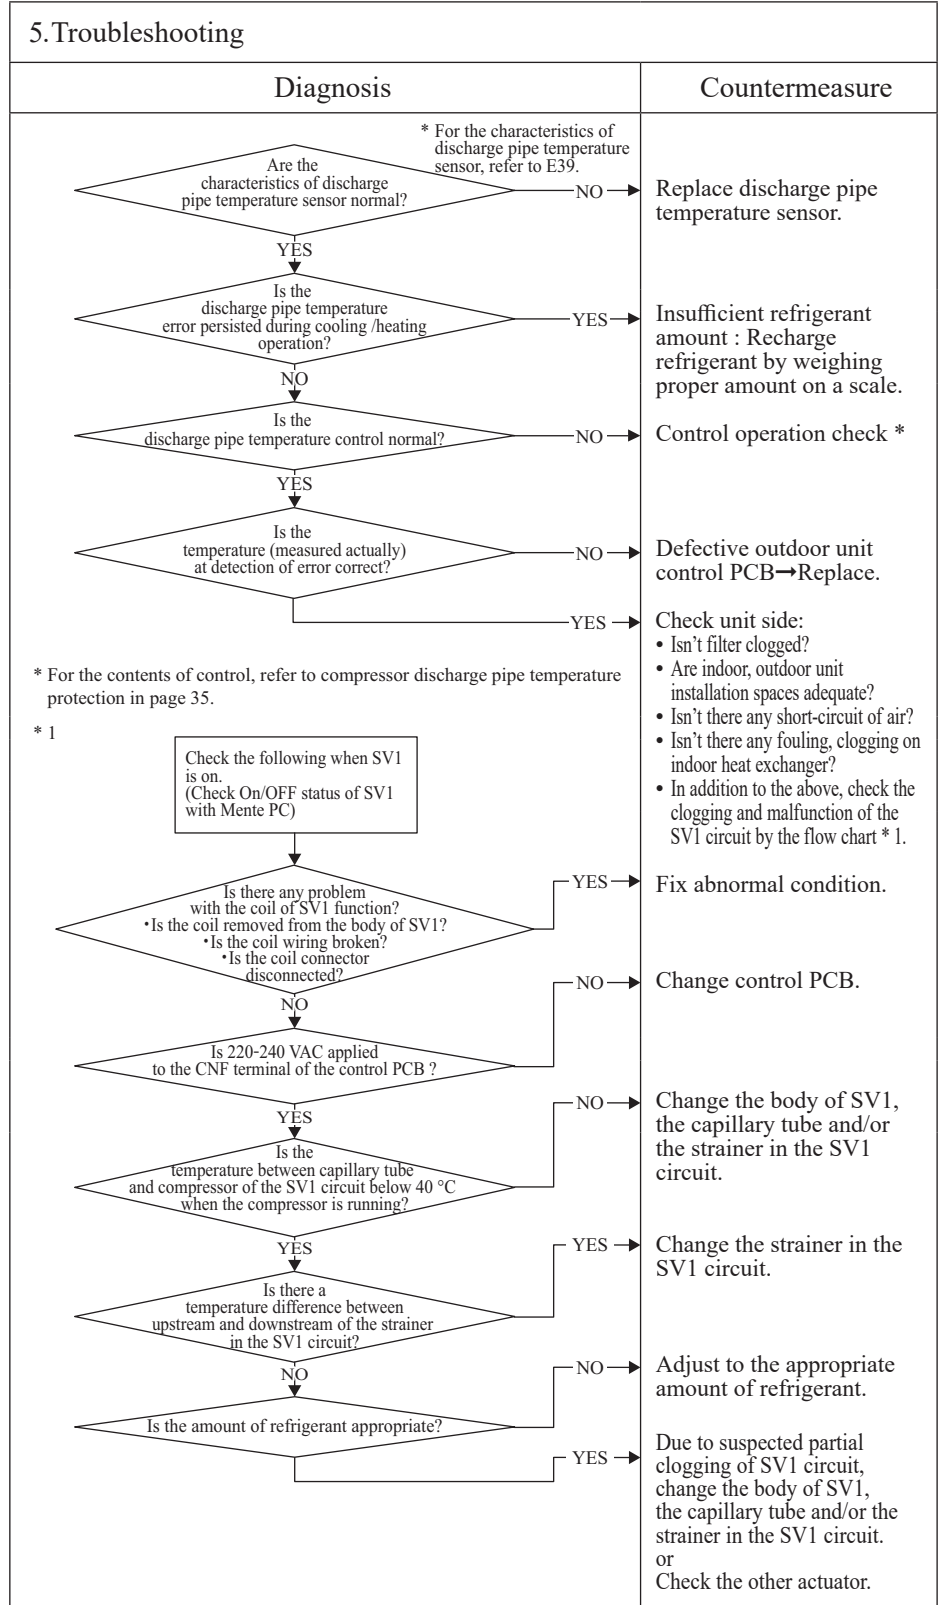 5.Troubleshooting
Diagnosis
Countermeasure
* For the characteristics of
discharge pipe temperature
sensor, refer to E39.
Are the
characteristics of discharge
pipe temperature sensor normal?
NO
Replace discharge pipe
temperature sensor.
YES
Is the
discharge pipe temperature
error persisted during cooling /heating
operation?
YES
Insufficient refrigerant
amount : Recharge
refrigerant by weighing
proper amount on a scale.
NO
Is the
discharge pipe temperature control normal?
NO
Control operation check *
YES
Is the
temperature (measured actually)
at detection of error correct?
NO
Defective outdoor unit
control PCB→Replace.
YES
Check unit side:
• Isn't filter clogged?
• Are indoor, outdoor unit
installation spaces adequate?
• Isn't there any short-circuit of air?
• Isn't there any fouling, clogging on
indoor heat exchanger?
• In addition to the above, check the
clogging and malfunction of the
SV1 circuit by the flow chart * 1.
* For the contents of control, refer to compressor discharge pipe temperature
protection in page 35.
* 1
Check the following when SV1
is on.
(Check On/OFF status of SV1
with Mente PC)
Is there any problem
with the coil of SV1 function?
･Is the coil removed from the body of SV1?
･Is the coil wiring broken?
･Is the coil connector
disconnected?
YES
Fix abnormal condition.
NO
Is 220-240 VAC applied
to the CNF terminal of the control PCB ?
NO
Change control PCB.
YES
Is the
temperature between capillary tube
and compressor of the SV1 circuit below 40 °C
when the compressor is running?
NO
Change the body of SV1,
the capillary tube and/or
the strainer in the SV1
circuit.
YES
Is there a
temperature difference between
upstream and downstream of the strainer
in the SV1 circuit?
YES
Change the strainer in the
SV1 circuit.
NO
Is the amount of refrigerant appropriate?
NO
Adjust to the appropriate
amount of refrigerant.
YES
Due to suspected partial
clogging of SV1 circuit,
change the body of SV1,
the capillary tube and/or the
strainer in the SV1 circuit.
or
Check the other actuator.